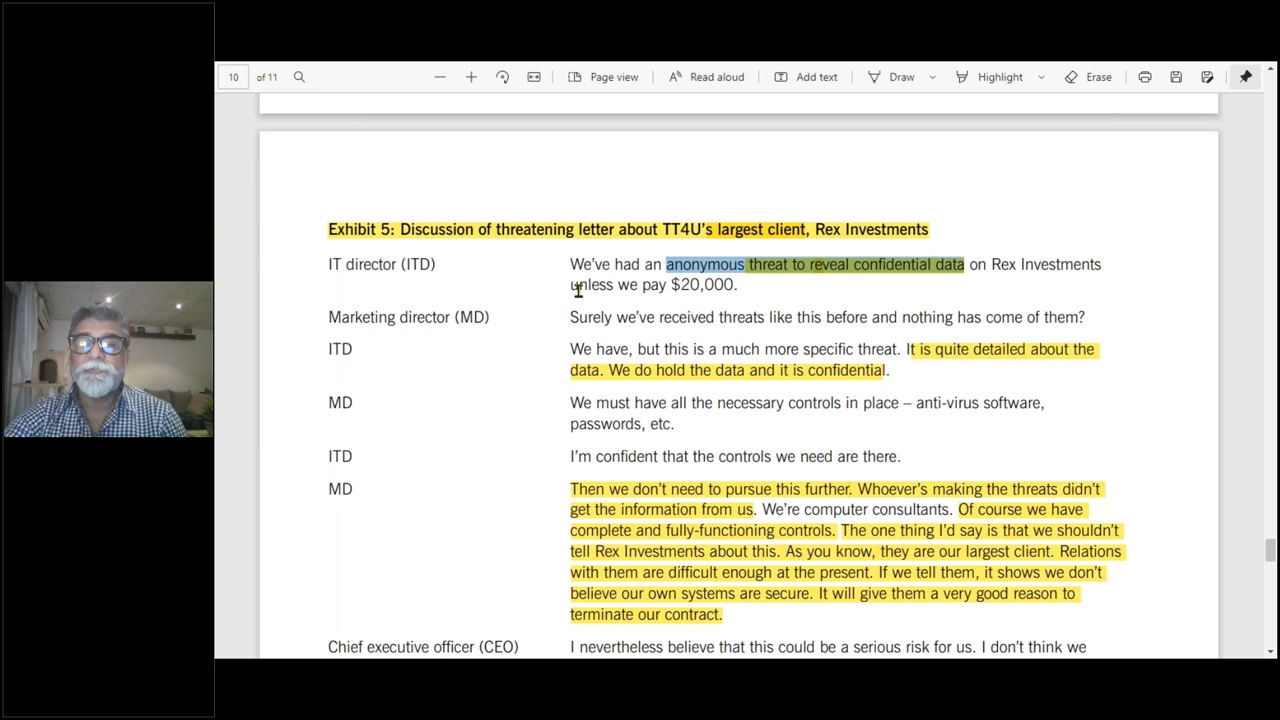 10 of 11 Page view Read aloud Add text Draw Highlight Erase
Exhibit 5: Discussion of threatening letter about TT4U's largest client, Rex Investments
IT director (ITD) We've had an anonymous threat to reveal confidential data on Rex Investments
unless we pay $20,000.
Marketing director (MD) Surely we've received threats like this before and nothing has come of them?
ITD We have, but this is a much more specific threat. It is quite detailed about the
data. We do hold the data and it is confidential.
MD We must have all the necessary controls in place – anti-virus software,
passwords, etc.
ITD I'm confident that the controls we need are there.
MD Then we don't need to pursue this further. Whoever's making the threats didn't
get the information from us. We're computer consultants. Of course we have
complete and fully-functioning controls. The one thing I'd say is that we shouldn't
tell Rex Investments about this. As you know, they are our largest client. Relations
with them are difficult enough at the present. If we tell them, it shows we don't
believe our own systems are secure. It will give them a very good reason to
terminate our contract.
Chief executive officer (CEO) I nevertheless believe that this could be a serious risk for us. I don't think we